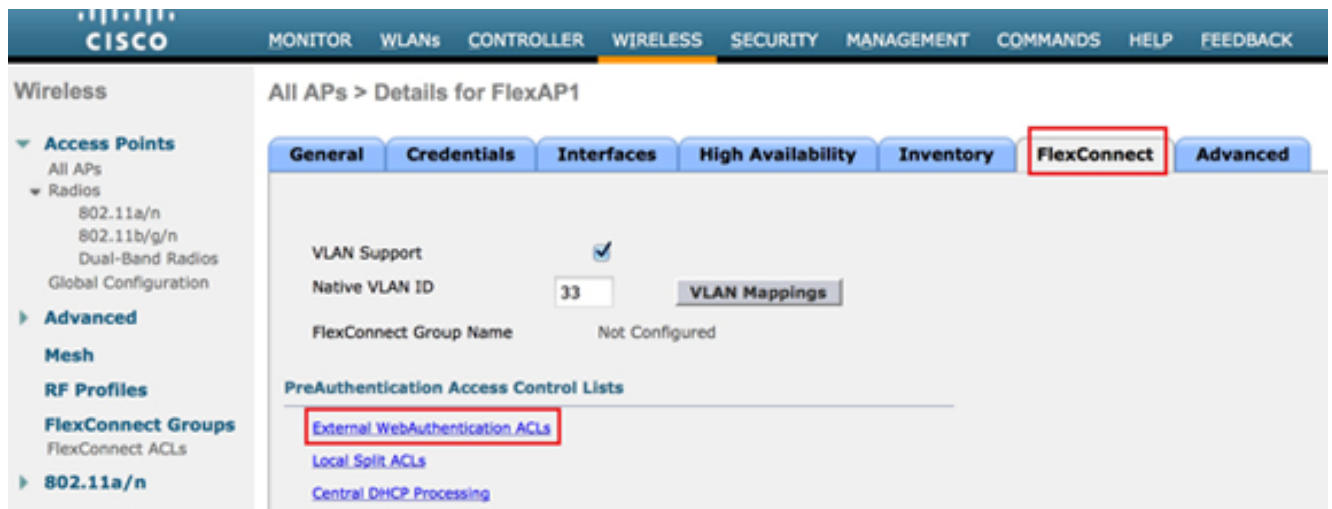 CISCO
MONITOR WLANs CONTROLLER WIRELESS SECURITY MANAGEMENT COMMANDS HELP FEEDBACK
Wireless
Access Points
All APs
Radios
802.11a/n
802.11b/g/n
Dual-Band Radios
Global Configuration
Advanced
Mesh
RF Profiles
FlexConnect Groups
FlexConnect ACLs
802.11a/n
All APs > Details for FlexAP1
General Credentials Interfaces High Availability Inventory FlexConnect Advanced
VLAN Support
Native VLAN ID 33 VLAN Mappings
FlexConnect Group Name Not Configured
PreAuthentication Access Control Lists
External WebAuthentication ACLs
Local Split ACLs
Central DHCP Processing